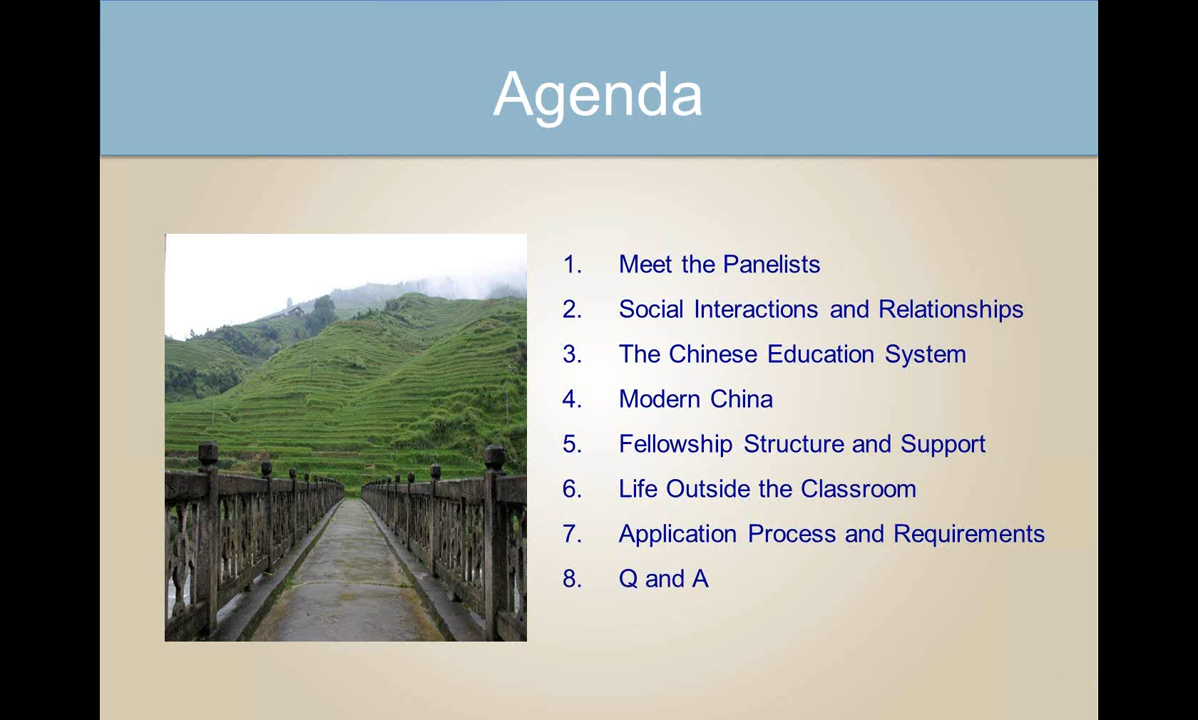 Agenda
1. Meet the Panelists
2. Social Interactions and Relationships
3. The Chinese Education System
4. Modern China
5. Fellowship Structure and Support
6. Life Outside the Classroom
7. Application Process and Requirements
8. Q and A